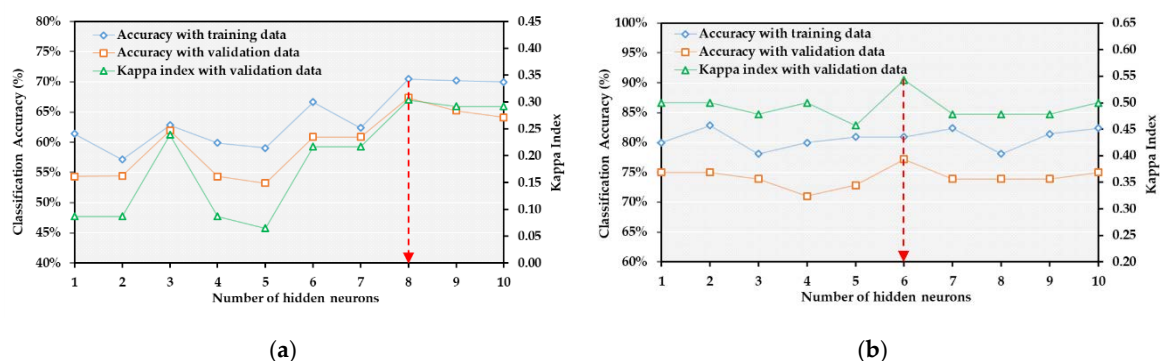 80%
75%
70%
65%
60%
55%
50%
45%
40%
Classification Accuracy (%)
Accuracy with training data
Accuracy with validation data
Kappa index with validation data
0.45
0.40
0.35
0.30
0.25
0.20
0.15
0.10
0.05
0.00
Kappa Index
1 2 3 4 5 6 7 8 9 10
Number of hidden neurons
(a)
100%
95%
90%
85%
80%
75%
70%
65%
60%
Classification Accuracy (%)
Accuracy with training data
Accuracy with validation data
Kappa index with validation data
0.65
0.60
0.55
0.50
0.45
0.40
0.35
0.30
0.25
0.20
Kappa Index
1 2 3 4 5 6 7 8 9 10
Number of hidden neurons
(b)